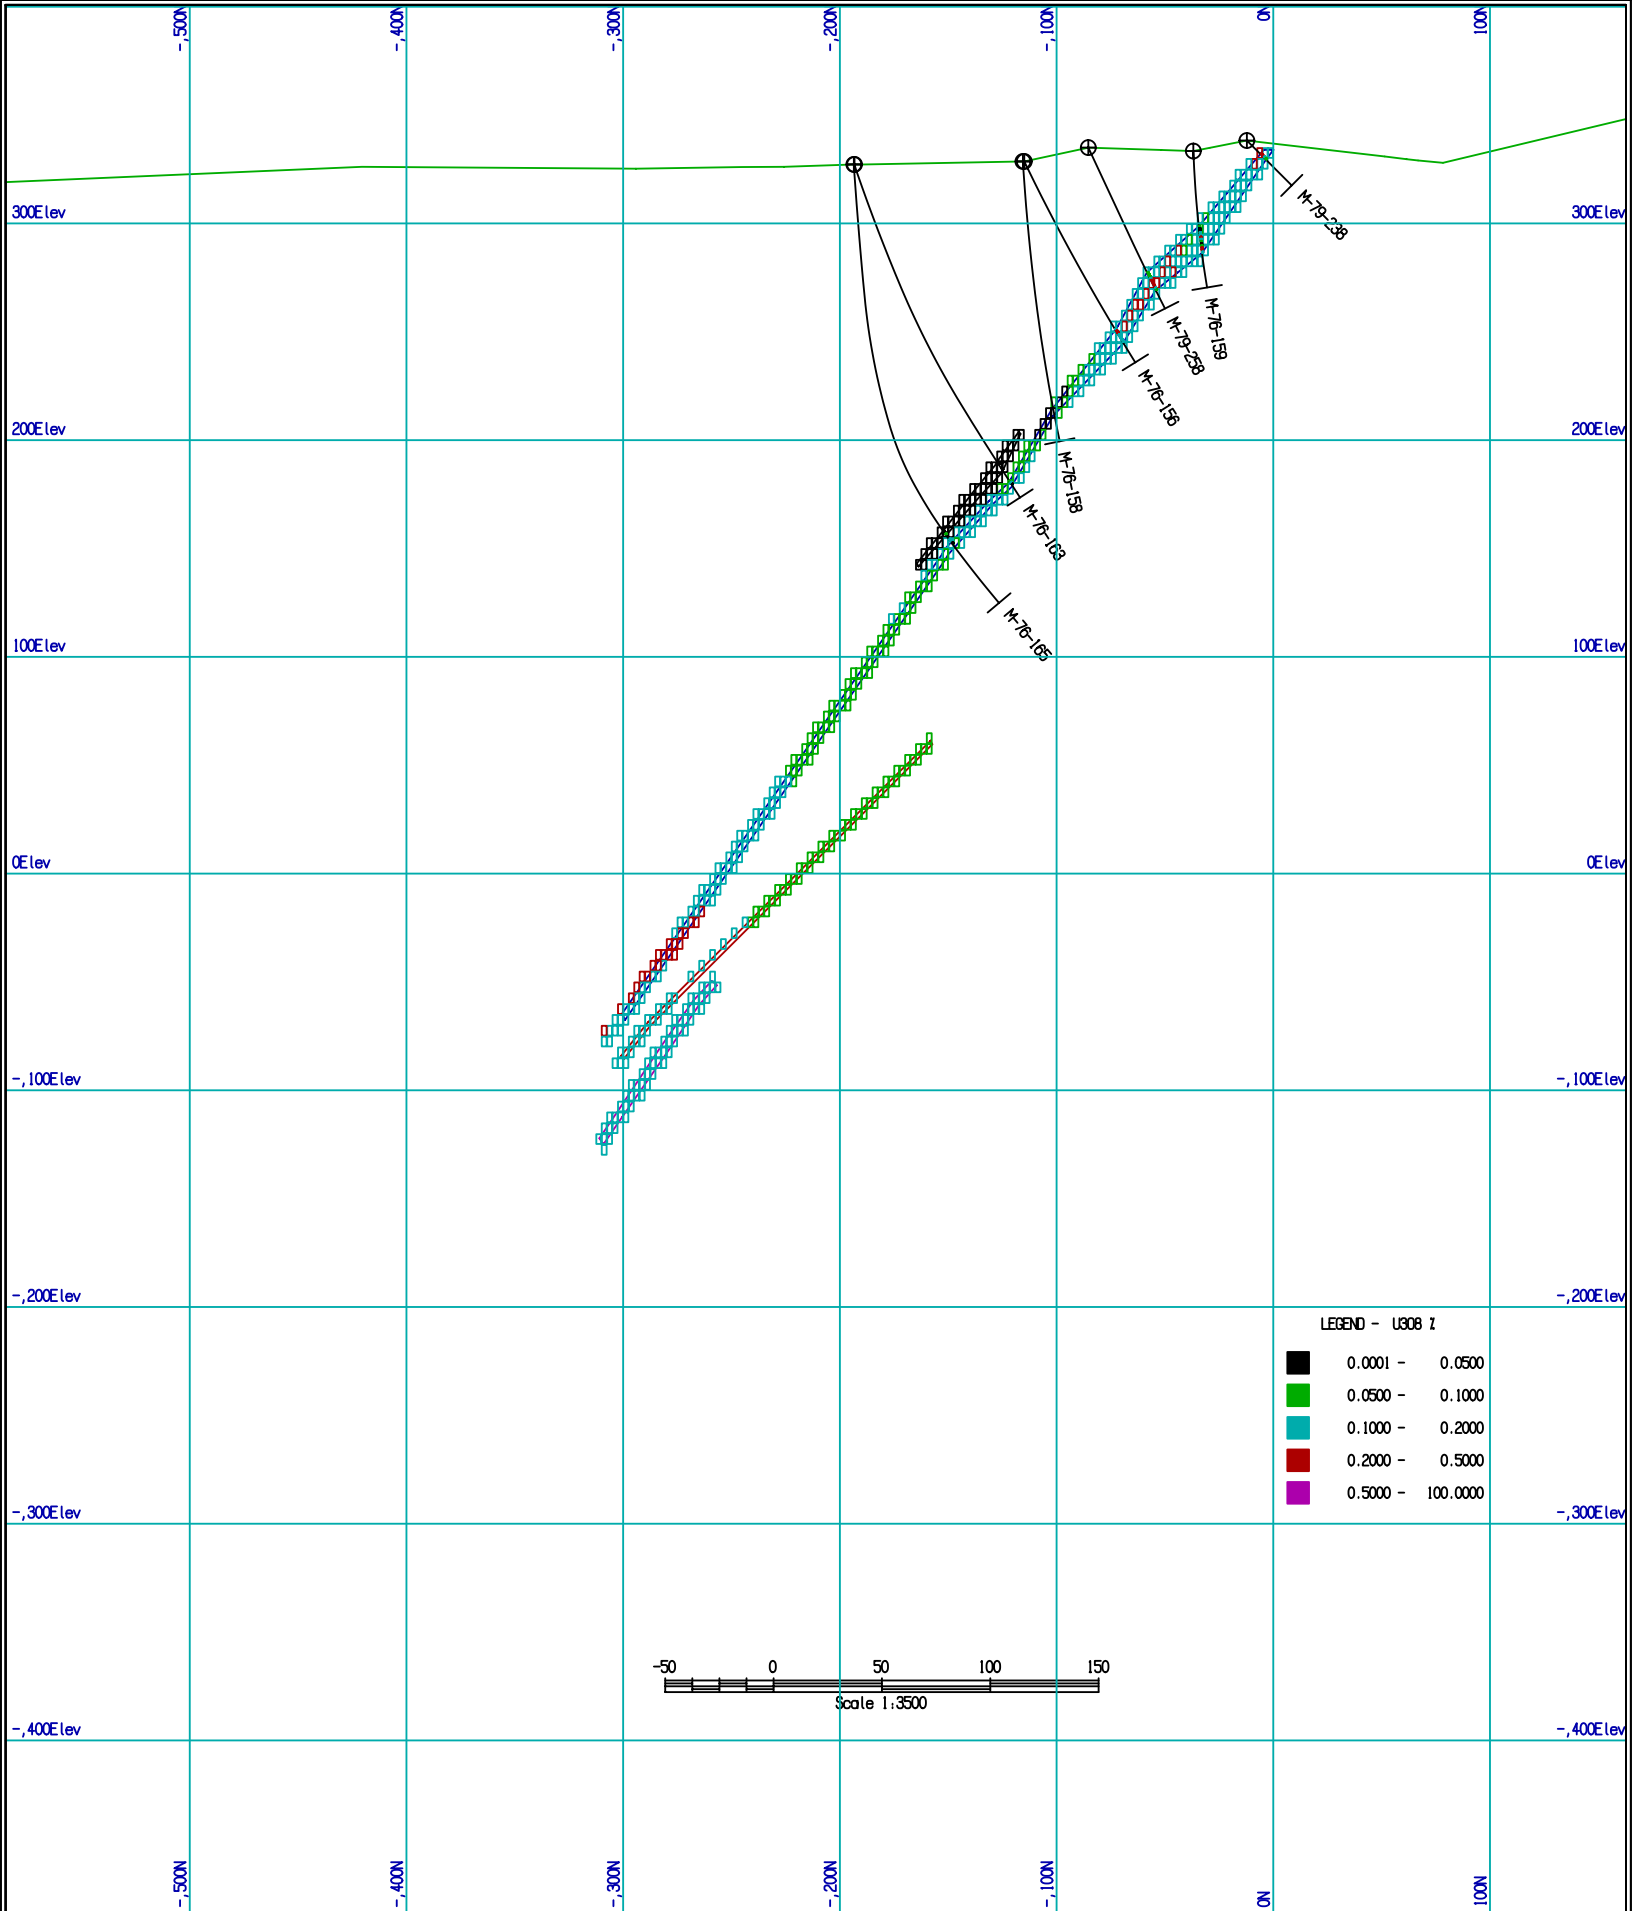 -,500N
-,400N
-,300N
-,200N
-,100N
0N
100N
300Elev
300Elev
M-79-238
M-76-159
M-79-258
M-76-156
200Elev
200Elev
M-76-158
M-76-163
M-76-165
100Elev
100Elev
0Elev
0Elev
-,100Elev
-,100Elev
-,200Elev
-,200Elev
LEGEND - U3O8 %
0.0001 - 0.0500
0.0500 - 0.1000
0.1000 - 0.2000
0.2000 - 0.5000
0.5000 - 100.0000
-,300Elev
-,300Elev
-50 0 50 100 150
Scale 1:3500
-,400Elev
-,400Elev
-,500N
-,400N
-,300N
-,200N
-,100N
0N
100N